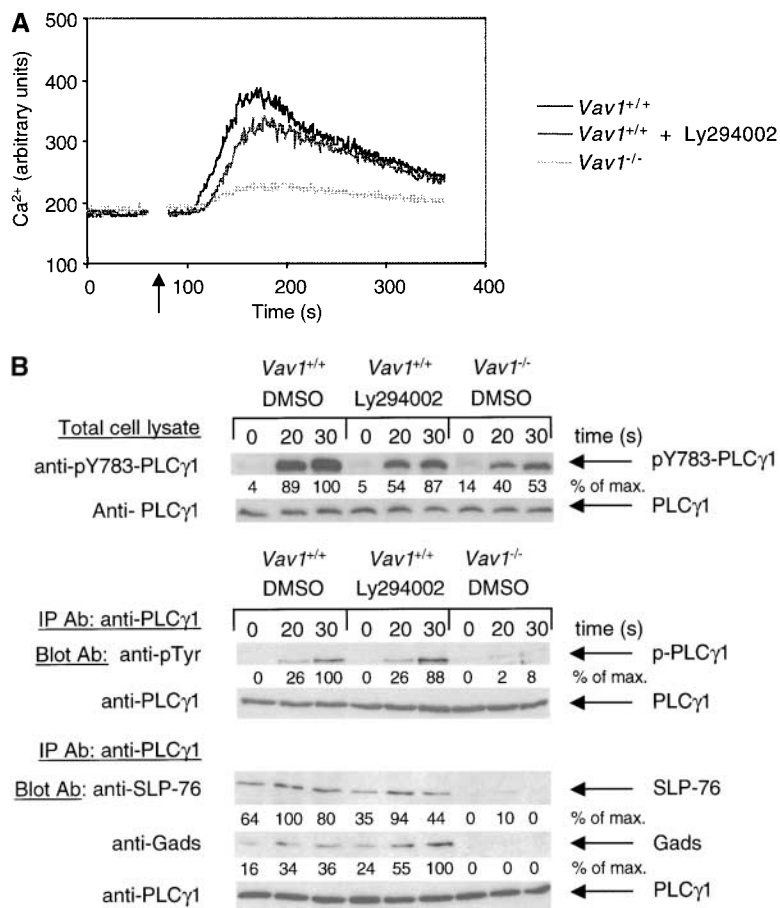 A
500
400
300
200
100
Ca2+ (arbitrary units)
0 100 200 300 400
Time (s)
Vav1+/+
Vav1+/+ + Ly294002
Vav1-/-
B
Vav1+/+ Vav1+/+ Vav1-/-
DMSO Ly294002 DMSO
Total cell lysate 0 20 30 0 20 30 0 20 30 time (s)
anti-pY783-PLCγ1 pY783-PLCγ1
4 89 100 5 54 87 14 40 53 % of max.
Anti- PLCγ1 PLCγ1
Vav1+/+ Vav1+/+ Vav1-/-
DMSO Ly294002 DMSO
IP Ab: anti-PLCγ1 0 20 30 0 20 30 0 20 30 time (s)
Blot Ab: anti-pTyr p-PLCγ1
0 26 100 0 26 88 0 2 8 % of max.
anti-PLCγ1 PLCγ1
IP Ab: anti-PLCγ1
Blot Ab: anti-SLP-76 SLP-76
64 100 80 35 94 44 0 10 0 % of max.
anti-Gads Gads
16 34 36 24 55 100 0 0 0 % of max.
anti-PLCγ1 PLCγ1